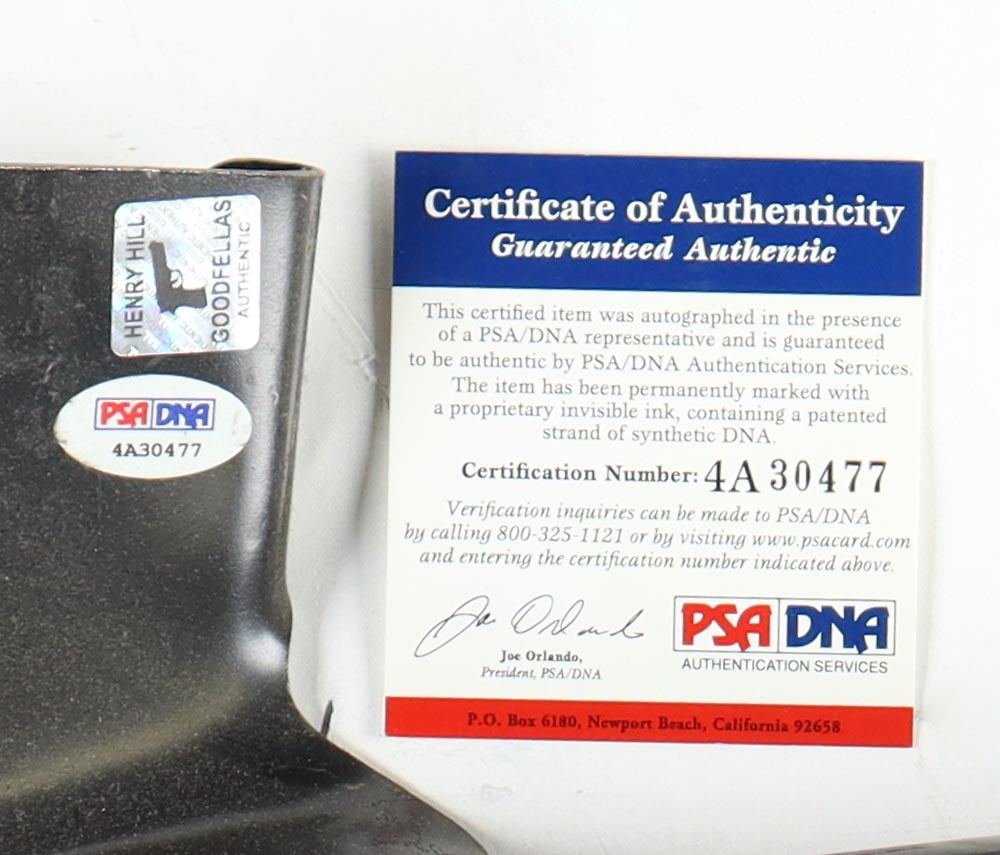 HENRY HILL
GOODFELLAS
AUTHENTIC
PSA DNA
4A30477
Certificate of Authenticity
Guaranteed Authentic
This certified item was autographed in the presence
of a PSA/DNA representative and is guaranteed
to be authentic by PSA/DNA Authentication Services.
The item has been permanently marked with
a proprietary invisible ink, containing a patented
strand of synthetic DNA.
Certification Number: 4A30477
Verification inquiries can be made to PSA/DNA
by calling 800-325-1121 or by visiting www.psacard.com
and entering the certification number indicated above.
Joe Orlando
Joe Orlando,
President, PSA/DNA
PSA DNA
AUTHENTICATION SERVICES
P.O. Box 6180, Newport Beach, California 92658